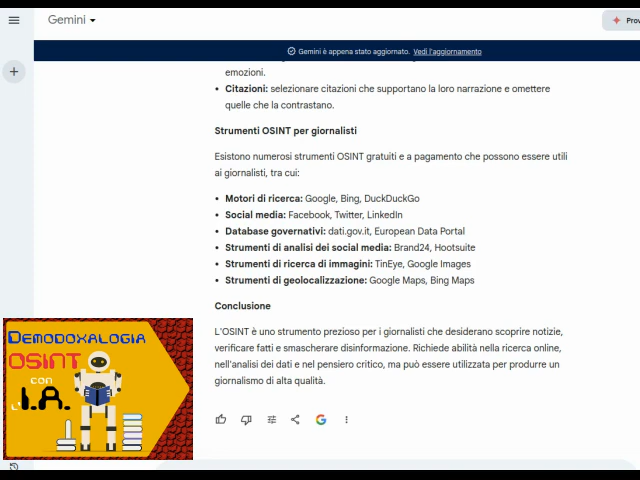 Gemini
Prov
Gemini è appena stato aggiornato. Vedi l'aggiornamento
emozioni.
• Citazioni: selezionare citazioni che supportano la loro narrazione e omettere
quelle che la contrastano.
Strumenti OSINT per giornalisti
Esistono numerosi strumenti OSINT gratuiti e a pagamento che possono essere utili
ai giornalisti, tra cui:
• Motori di ricerca: Google, Bing, DuckDuckGo
• Social media: Facebook, Twitter, LinkedIn
• Database governativi: dati.gov.it, European Data Portal
• Strumenti di analisi dei social media: Brand24, Hootsuite
• Strumenti di ricerca di immagini: TinEye, Google Images
• Strumenti di geolocalizzazione: Google Maps, Bing Maps
Conclusione
L'OSINT è uno strumento prezioso per i giornalisti che desiderano scoprire notizie,
verificare fatti e smascherare disinformazione. Richiede abilità nella ricerca online,
nell'analisi dei dati e nel pensiero critico, ma può essere utilizzata per produrre un
giornalismo di alta qualità.
DEMODOXALOGIA
OSINT
con
L'I.A.